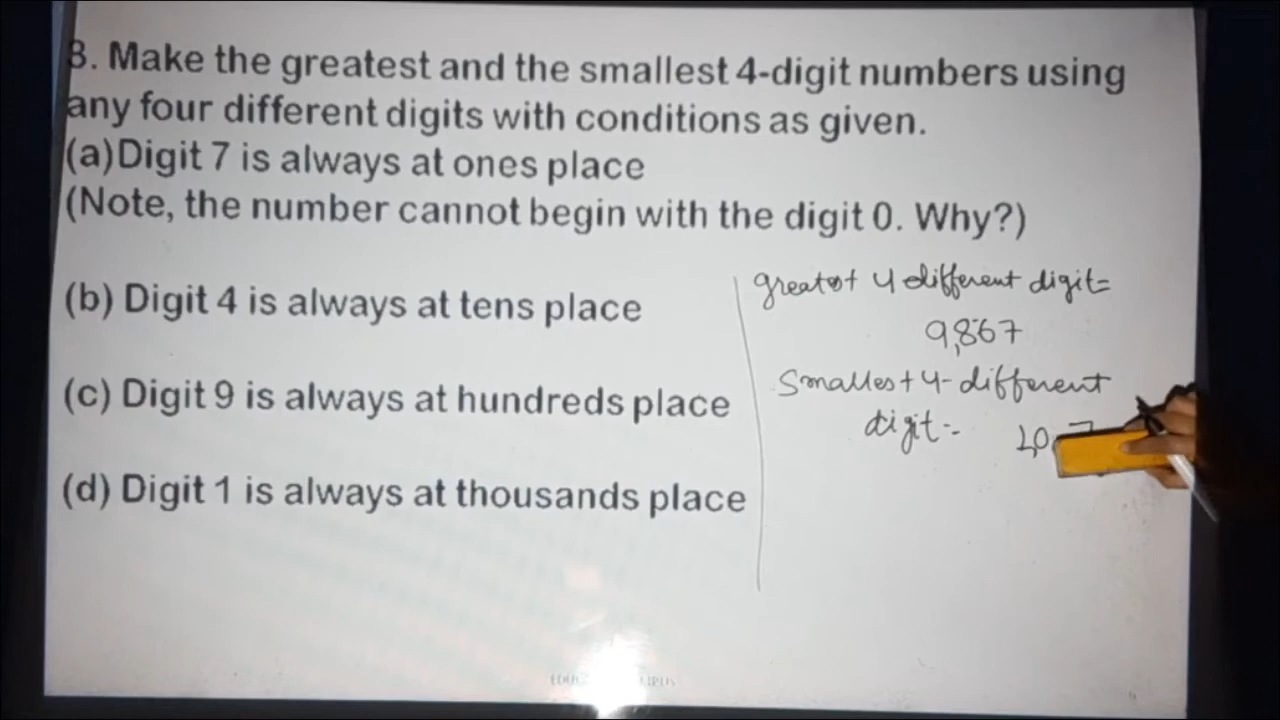 3. Make the greatest and the smallest 4-digit numbers using
any four different digits with conditions as given.
(a)Digit 7 is always at ones place
(Note, the number cannot begin with the digit 0. Why?)
(b) Digit 4 is always at tens place
(c) Digit 9 is always at hundreds place
(d) Digit 1 is always at thousands place
greatest 4 different digit=
9,867
Smallest 4-different
digit:-